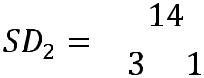 14
SD₂ =
3 1